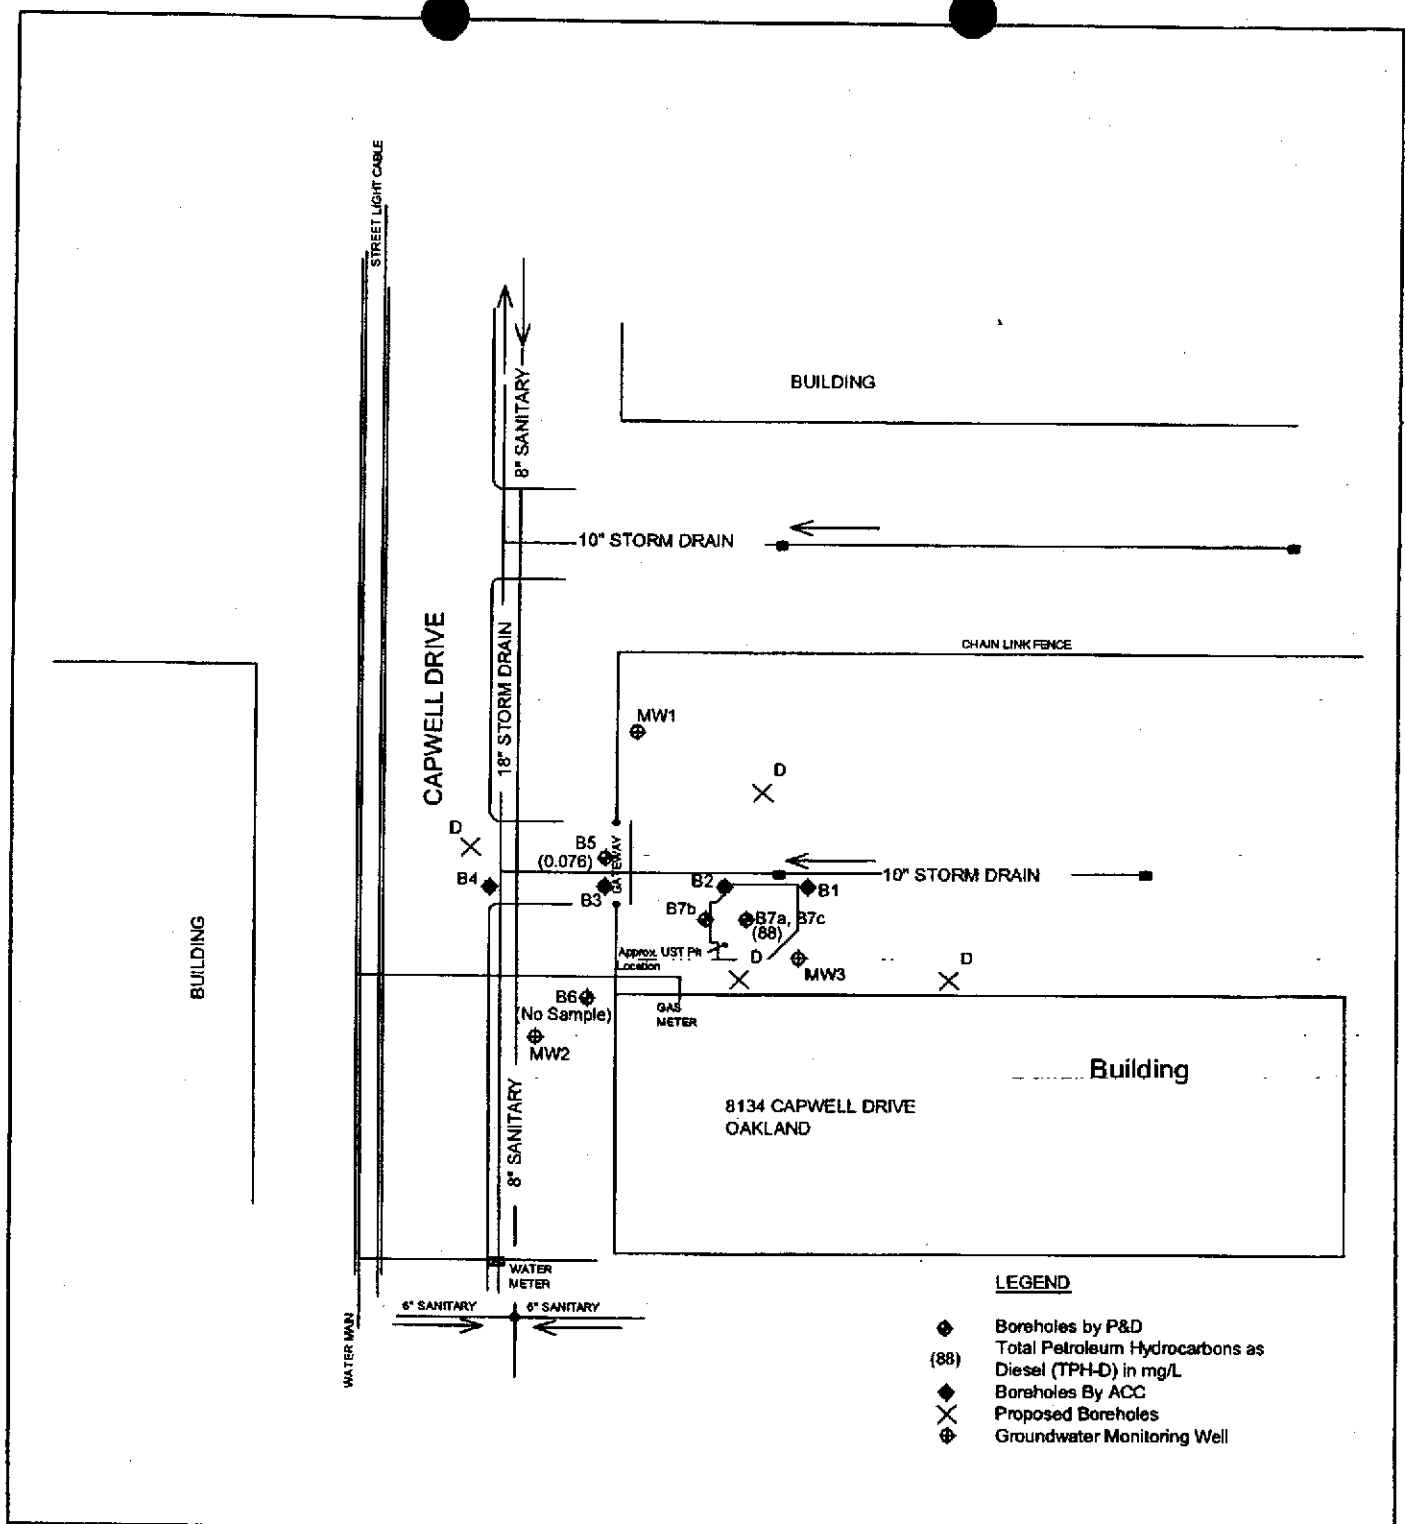 STREET LIGHT CABLE
8" SANITARY
BUILDING
10" STORM DRAIN
CAPWELL DRIVE
18" STORM DRAIN
CHAIN LINK FENCE
MW1
D
D
B5
(0.076)
GATEWAY
10" STORM DRAIN
B4
B3
B2
B1
B7b
B7a, B7c
(88)
Approx. UST Pit
Location
D
MW3
D
BUILDING
B6
(No Sample)
GAS
METER
MW2
Building
8134 CAPWELL DRIVE
OAKLAND
8" SANITARY
WATER
METER
6" SANITARY
6" SANITARY
WATER MAIN
LEGEND
Boreholes by P&D
(88) Total Petroleum Hydrocarbons as
Diesel (TPH-D) in mg/L
Boreholes By ACC
Proposed Boreholes
Groundwater Monitoring Well